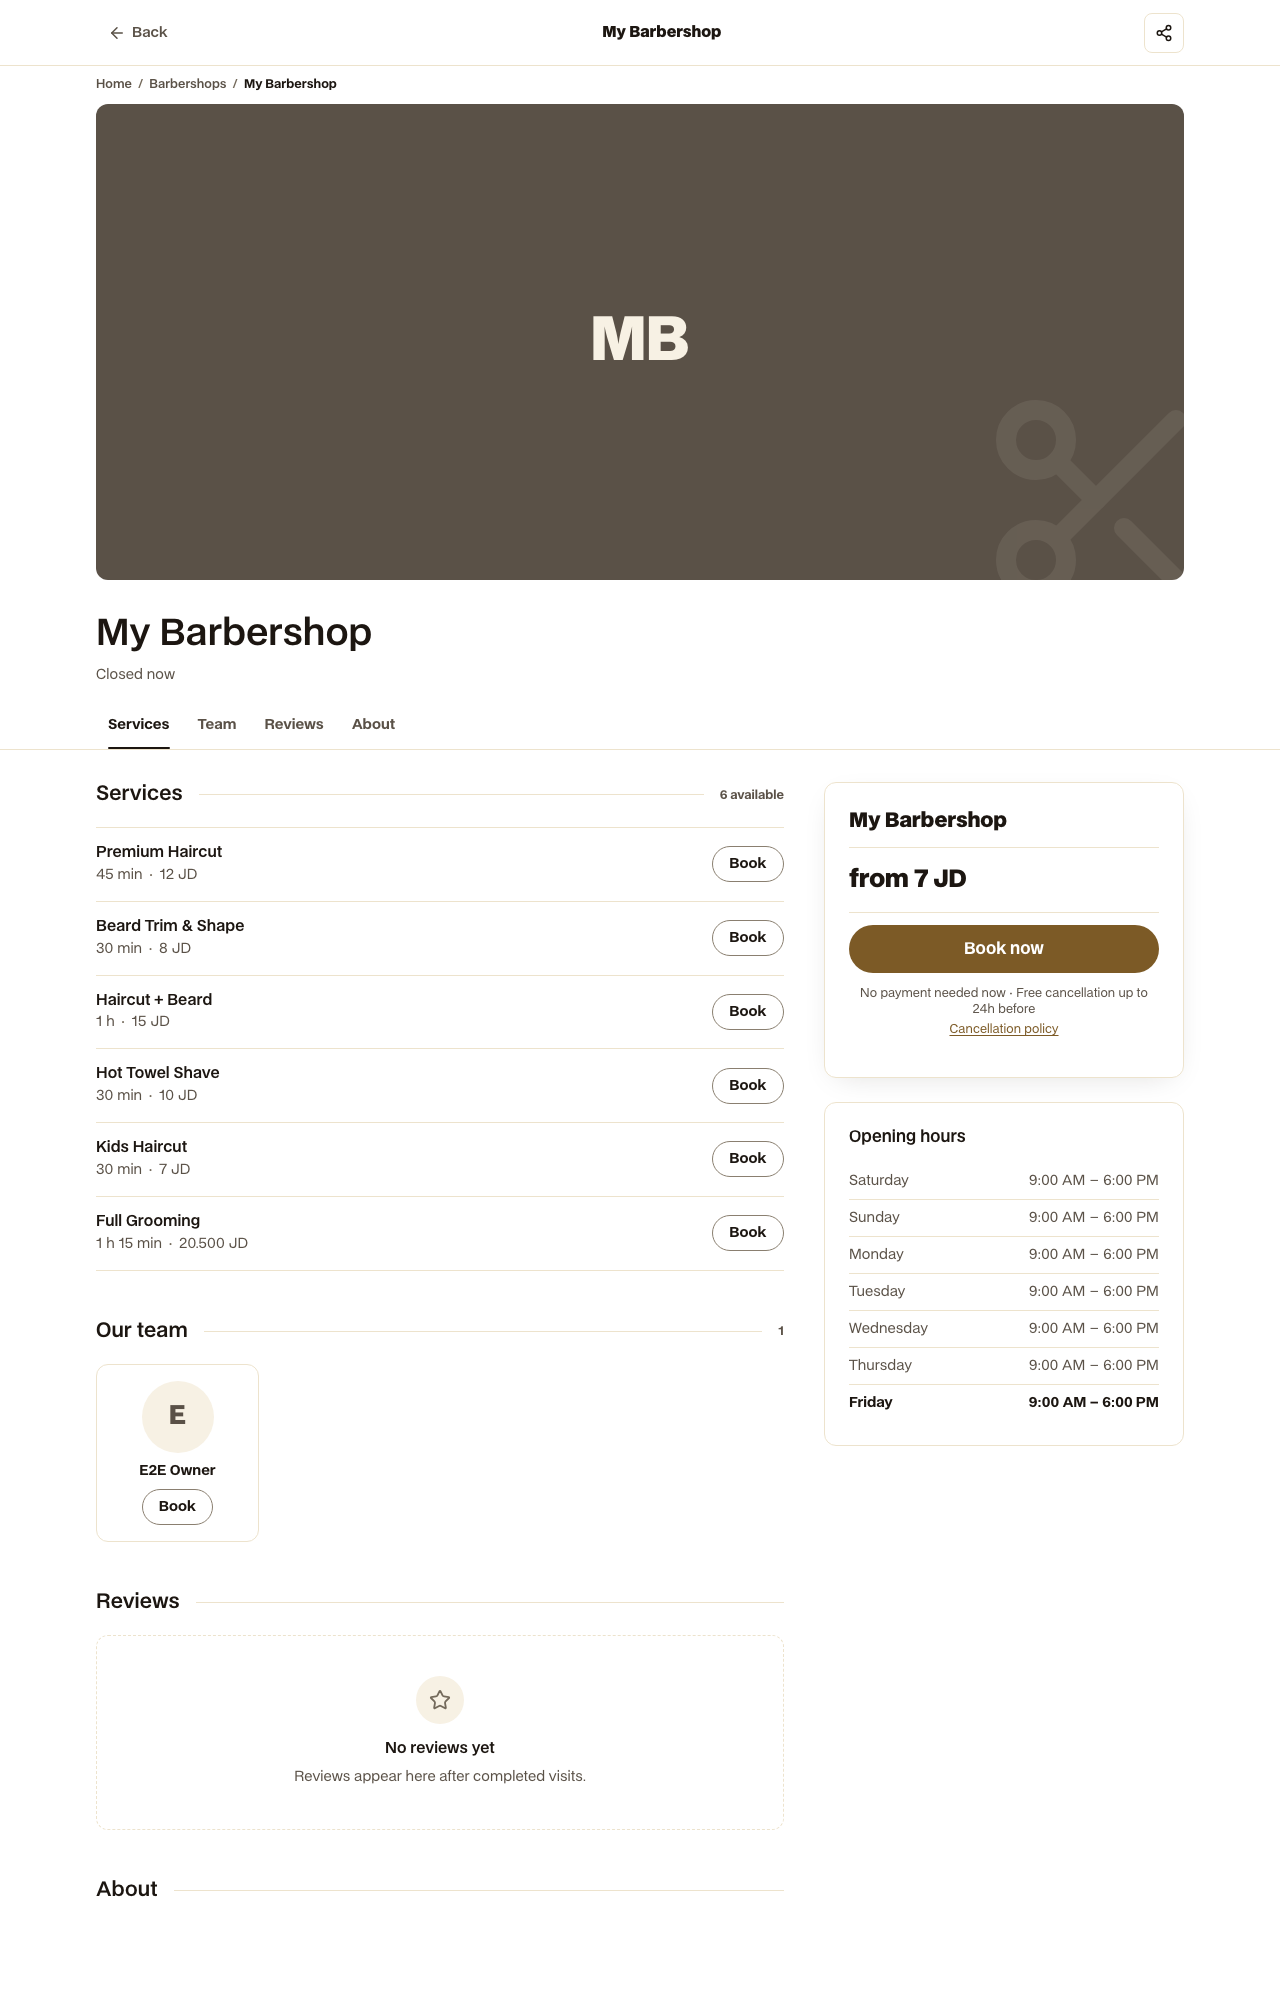 Back
My Barbershop
Home / Barbershops / My Barbershop
MB
My Barbershop
Closed now
Services Team Reviews About
Services 6 available
Premium Haircut
45 min · 12 JD
Book
Beard Trim & Shape
30 min · 8 JD
Book
Haircut + Beard
1 h · 15 JD
Book
Hot Towel Shave
30 min · 10 JD
Book
Kids Haircut
30 min · 7 JD
Book
Full Grooming
1 h 15 min · 20.500 JD
Book
Our team 1
E
E2E Owner
Book
Reviews
No reviews yet
Reviews appear here after completed visits.
About
My Barbershop
from 7 JD
Book now
No payment needed now · Free cancellation up to
24h before
Cancellation policy
Opening hours
Saturday 9:00 AM – 6:00 PM
Sunday 9:00 AM – 6:00 PM
Monday 9:00 AM – 6:00 PM
Tuesday 9:00 AM – 6:00 PM
Wednesday 9:00 AM – 6:00 PM
Thursday 9:00 AM – 6:00 PM
Friday 9:00 AM – 6:00 PM